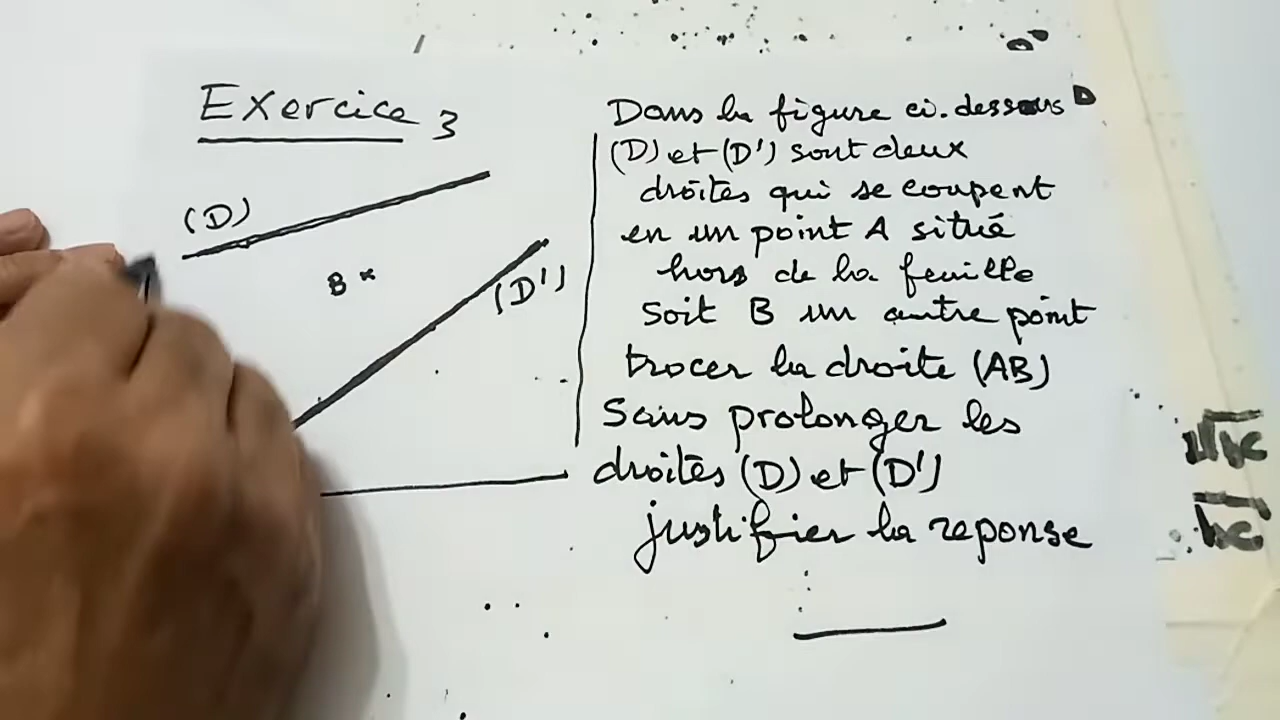 Exercice 3
(D)
B
(D')
Dans la figure ci.dessous
(D) et (D') sont deux
droites qui se coupent
en un point A situé
hors de la feuille
soit B un autre point
tracer la droite (AB)
Sans prolonger les
droites (D) et (D')
justifier la reponse